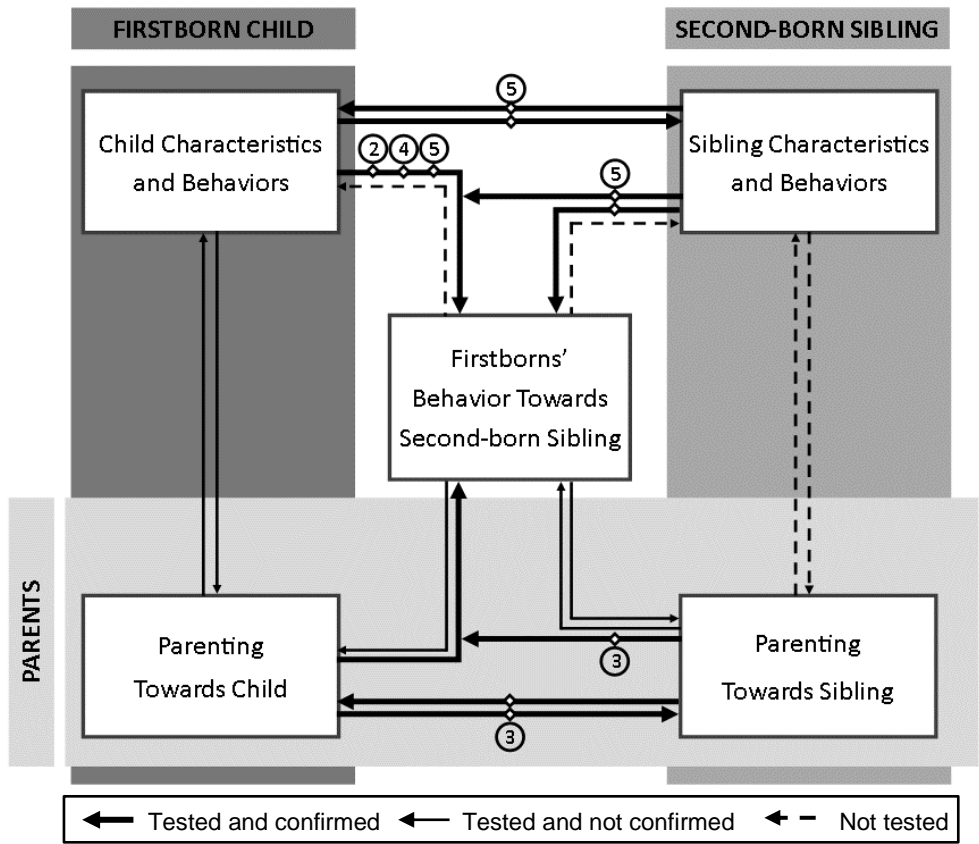 FIRSTBORN CHILD
SECOND-BORN SIBLING
5
Child Characteristics
and Behaviors
Sibling Characteristics
and Behaviors
2 4 5
5
Firstborns’
Behavior Towards
Second-born Sibling
PARENTS
Parenting
Towards Child
3
Parenting
Towards Sibling
3
Tested and confirmed
Tested and not confirmed
Not tested